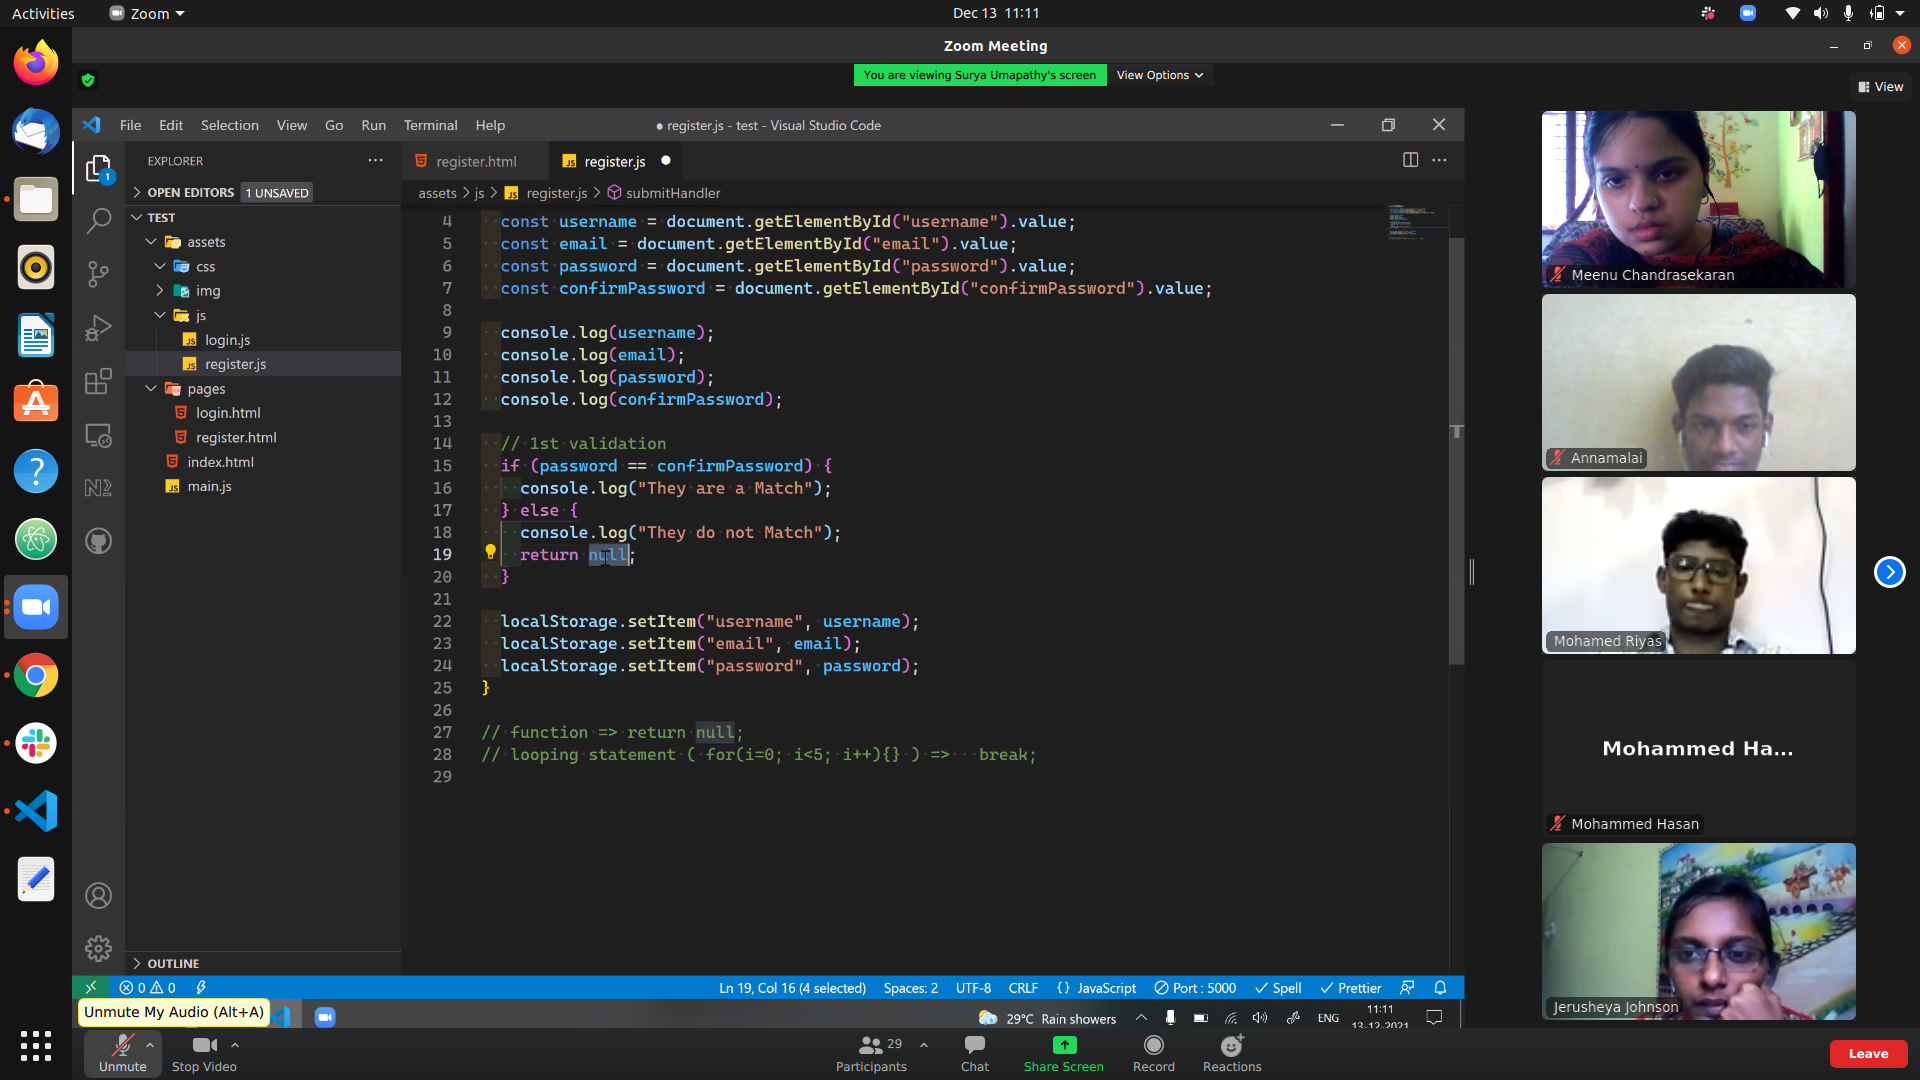 Activities
Zoom
Dec 13 11:11
Zoom Meeting
You are viewing Surya Umapathy's screen
View Options
View
File Edit Selection View Go Run Terminal Help
● register.js - test - Visual Studio Code
EXPLORER
OPEN EDITORS 1 UNSAVED
TEST
assets
css
img
js
login.js
register.js
pages
login.html
register.html
index.html
main.js
OUTLINE
1
register.html
register.js
assets > js > register.js > submitHandler
4 const username = document.getElementById("username").value;
5 const email = document.getElementById("email").value;
6 const password = document.getElementById("password").value;
7 const confirmPassword = document.getElementById("confirmPassword").value;
8
9 console.log(username);
10 console.log(email);
11 console.log(password);
12 console.log(confirmPassword);
13
14 // 1st validation
15 if (password == confirmPassword) {
16 console.log("They are a Match");
17 } else {
18 console.log("They do not Match");
19 return null;
20 }
21
22 localStorage.setItem("username", username);
23 localStorage.setItem("email", email);
24 localStorage.setItem("password", password);
25 }
26
27 // function => return null;
28 // looping statement ( for(i=0; i<5; i++){} ) => break;
29
0 0
Ln 19, Col 16 (4 selected) Spaces: 2 UTF-8 CRLF {} JavaScript Port : 5000 Spell Prettier
Unmute My Audio (Alt+A)
29°C Rain showers
ENG
11:11
13-12-2021
Unmute
Stop Video
29
Participants
Chat
Share Screen
Record
Reactions
Leave
Meenu Chandrasekaran
Annamalai
Mohamed Riyas
Mohammed Ha...
Mohammed Hasan
Jerusheya Johnson